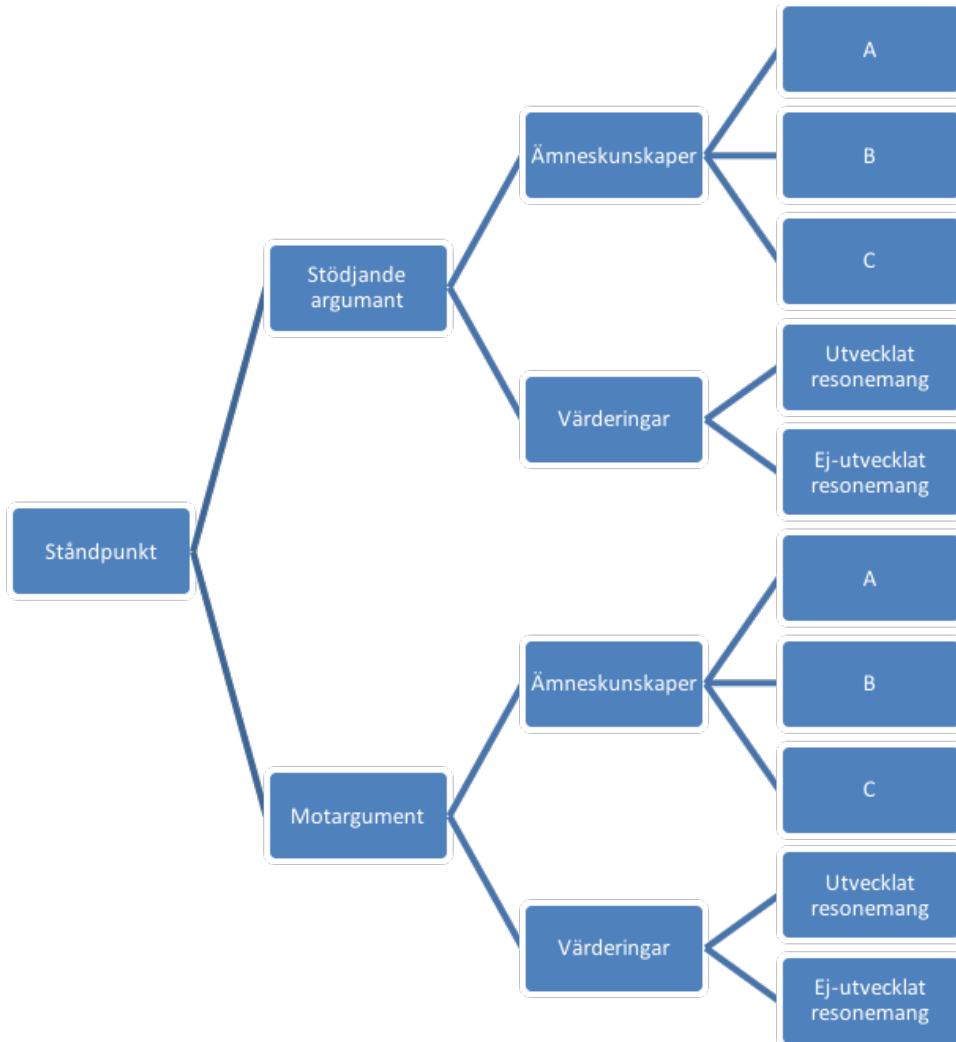 A
Ämneskunskaper
B
C
Stödjande
argumant
Utvecklat
resonemang
Värderingar
Ej-utvecklat
resonemang
Ståndpunkt
A
Ämneskunskaper
B
C
Motargument
Utvecklat
resonemang
Värderingar
Ej-utvecklat
resonemang